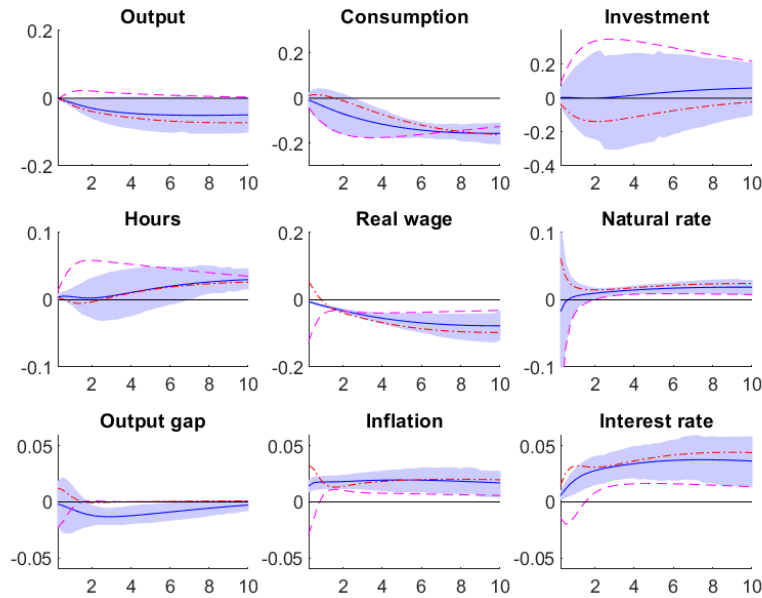 Output Consumption Investment
0.2 0.2 0.2
0 0 0
-0.2 -0.2 -0.2
-0.4
2 4 6 8 10 2 4 6 8 10 2 4 6 8 10
Hours Real wage Natural rate
0.1 0.2 0.1
0 0 0
-0.1 -0.2 -0.1
2 4 6 8 10 2 4 6 8 10 2 4 6 8 10
Output gap Inflation Interest rate
0.05 0.05 0.05
0 0 0
-0.05 -0.05 -0.05
2 4 6 8 10 2 4 6 8 10 2 4 6 8 10